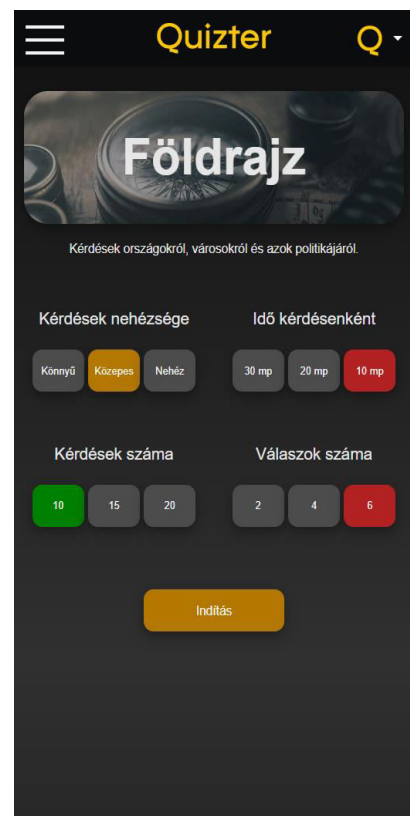 Quizter Q
Földrajz
Kérdések országokról, városokról és azok politikájáról.
Kérdések nehézsége
Könnyű Közepes Nehéz
Idő kérdésenként
30 mp 20 mp 10 mp
Kérdések száma
10 15 20
Válaszok száma
2 4 6
Indítás